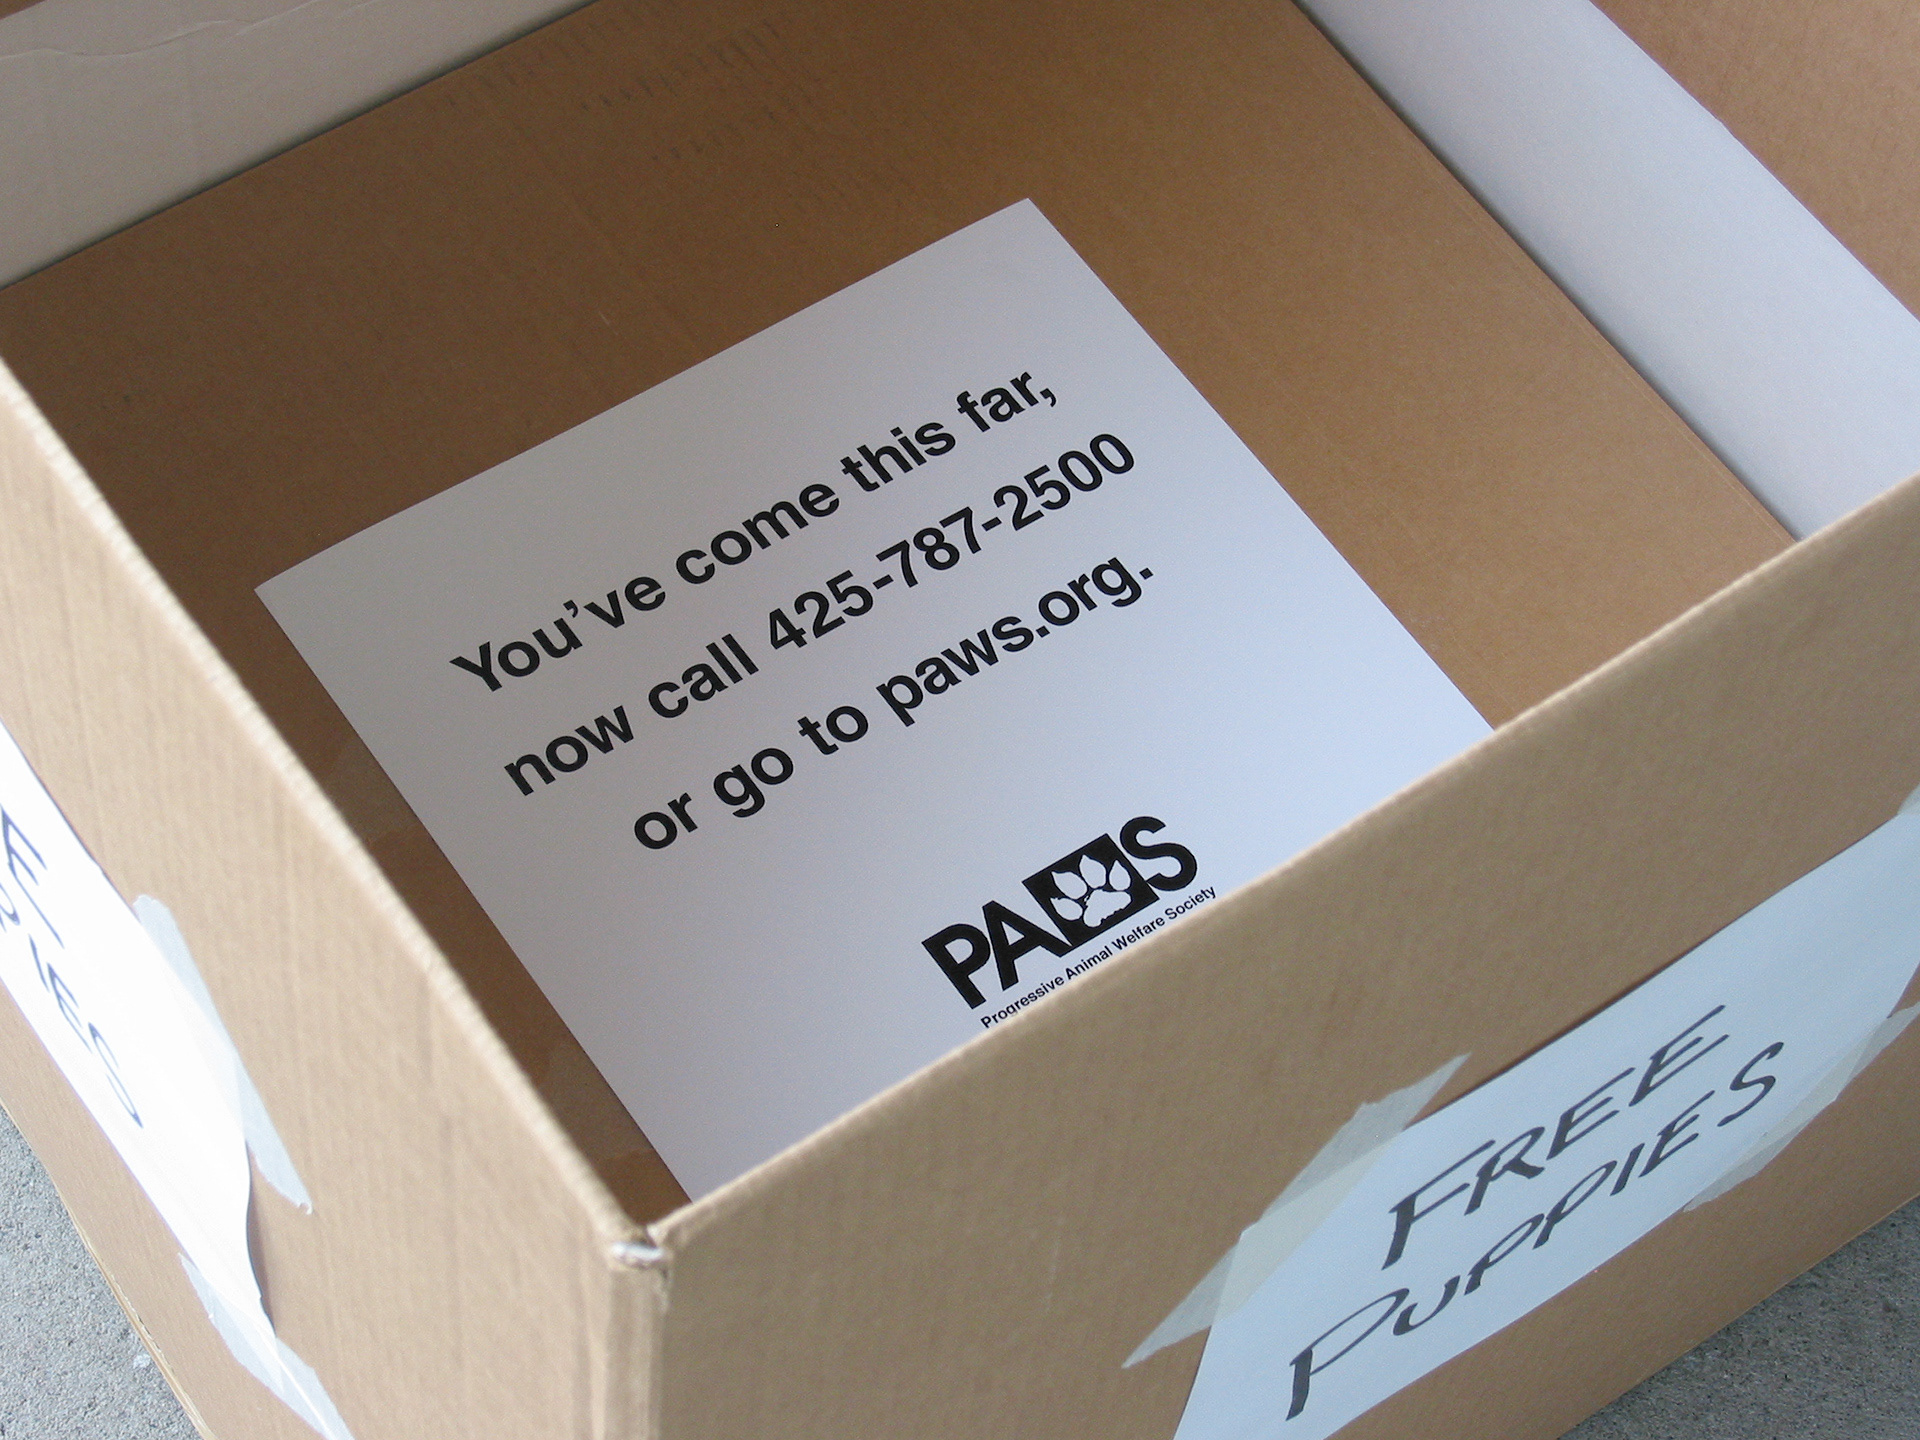 You've come this far,
now call 425-787-2500
or go to paws.org.
PAWS
Progressive Animal Welfare Society
FREE
PUPPIES